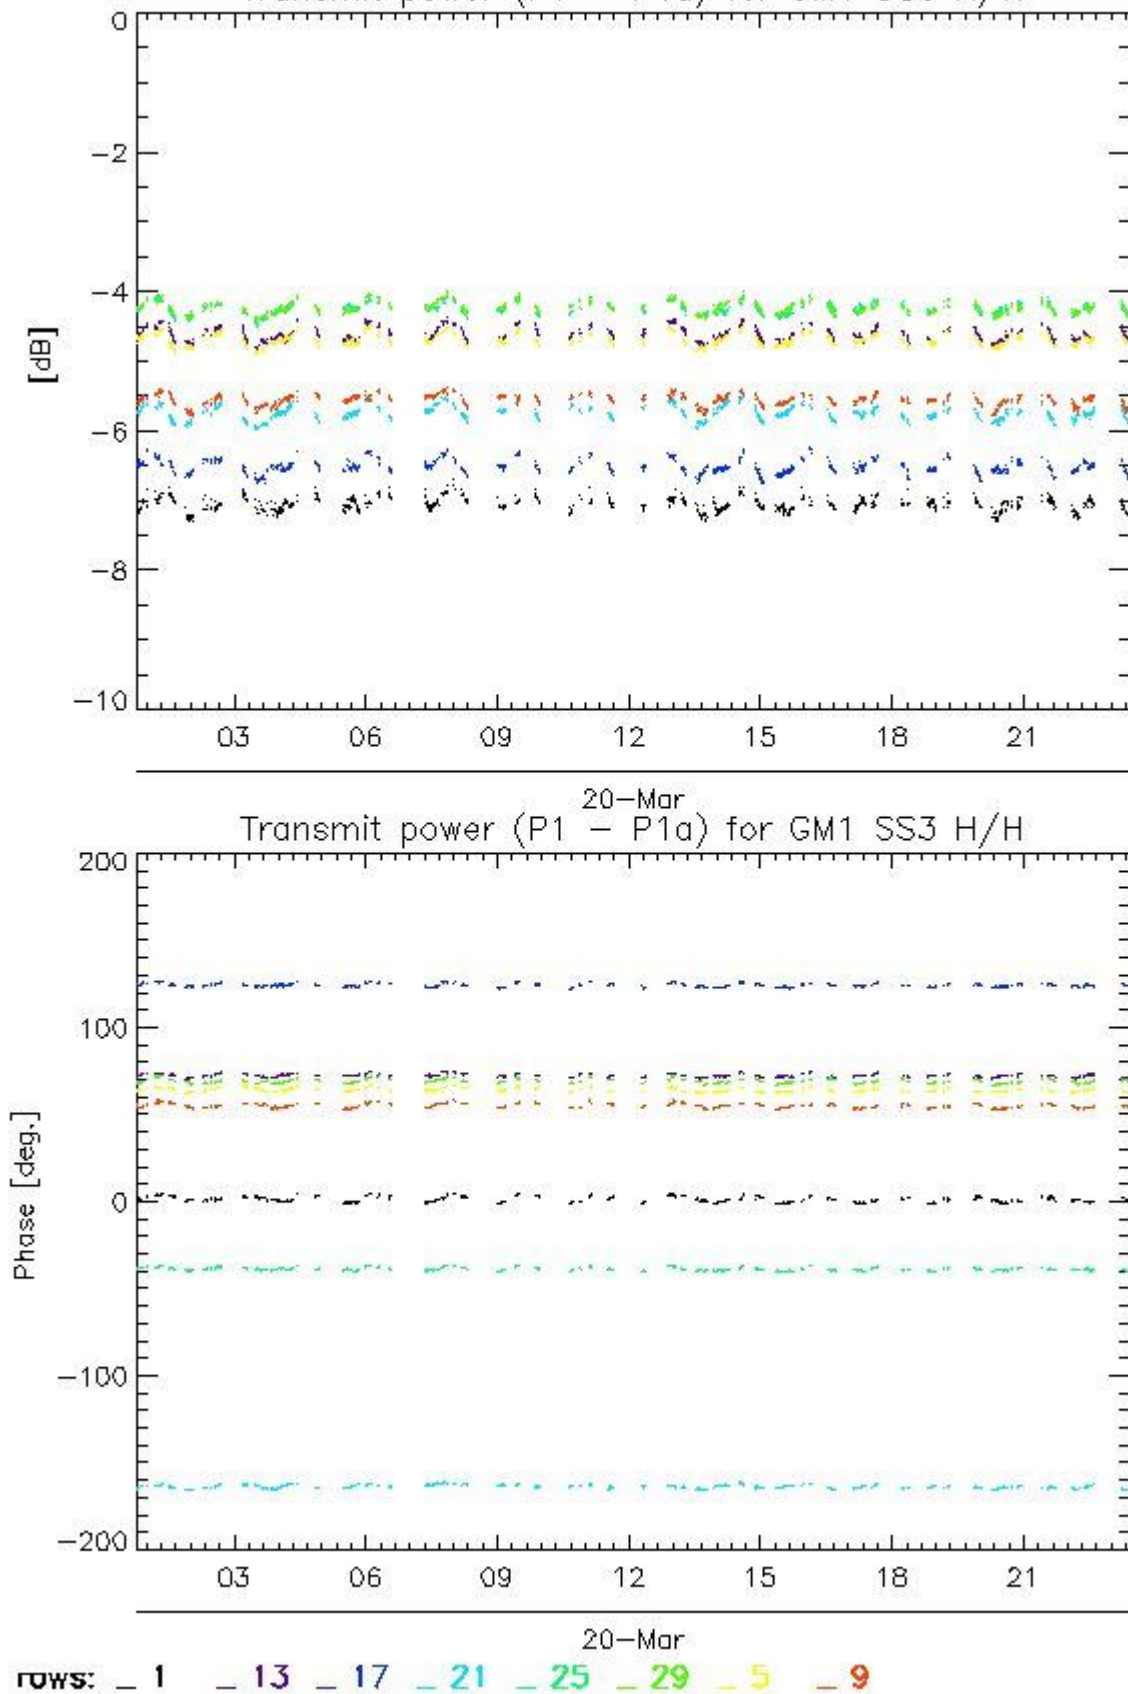 0
−2
−4
[dB]
−6
−8
−10
03 06 09 12 15 18 21
20−Mar
Transmit power (P1 − P1a) for GM1 SS3 H/H
200
100
Phase [deg.]
0
−100
−200
03 06 09 12 15 18 21
20−Mar
rows: _ 1 _ 13 _ 17 _ 21 _ 25 _ 29 _ 5 _ 9